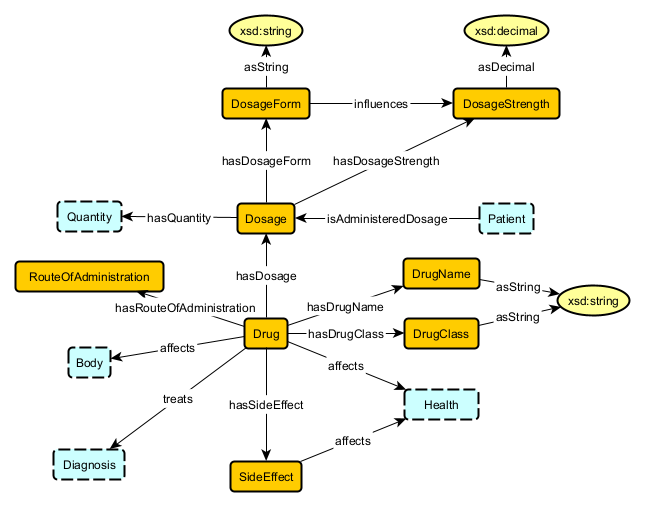 xsd:string
xsd:decimal
asString
asDecimal
DosageForm
influences
DosageStrength
hasDosageForm
hasDosageStrength
Quantity
hasQuantity
Dosage
isAdministeredDosage
Patient
RouteOfAdministration
hasDosage
DrugName
asString
hasRouteOfAdministration
hasDrugName
xsd:string
Drug
hasDrugClass
DrugClass
asString
Body
affects
affects
treats
hasSideEffect
Health
affects
Diagnosis
SideEffect